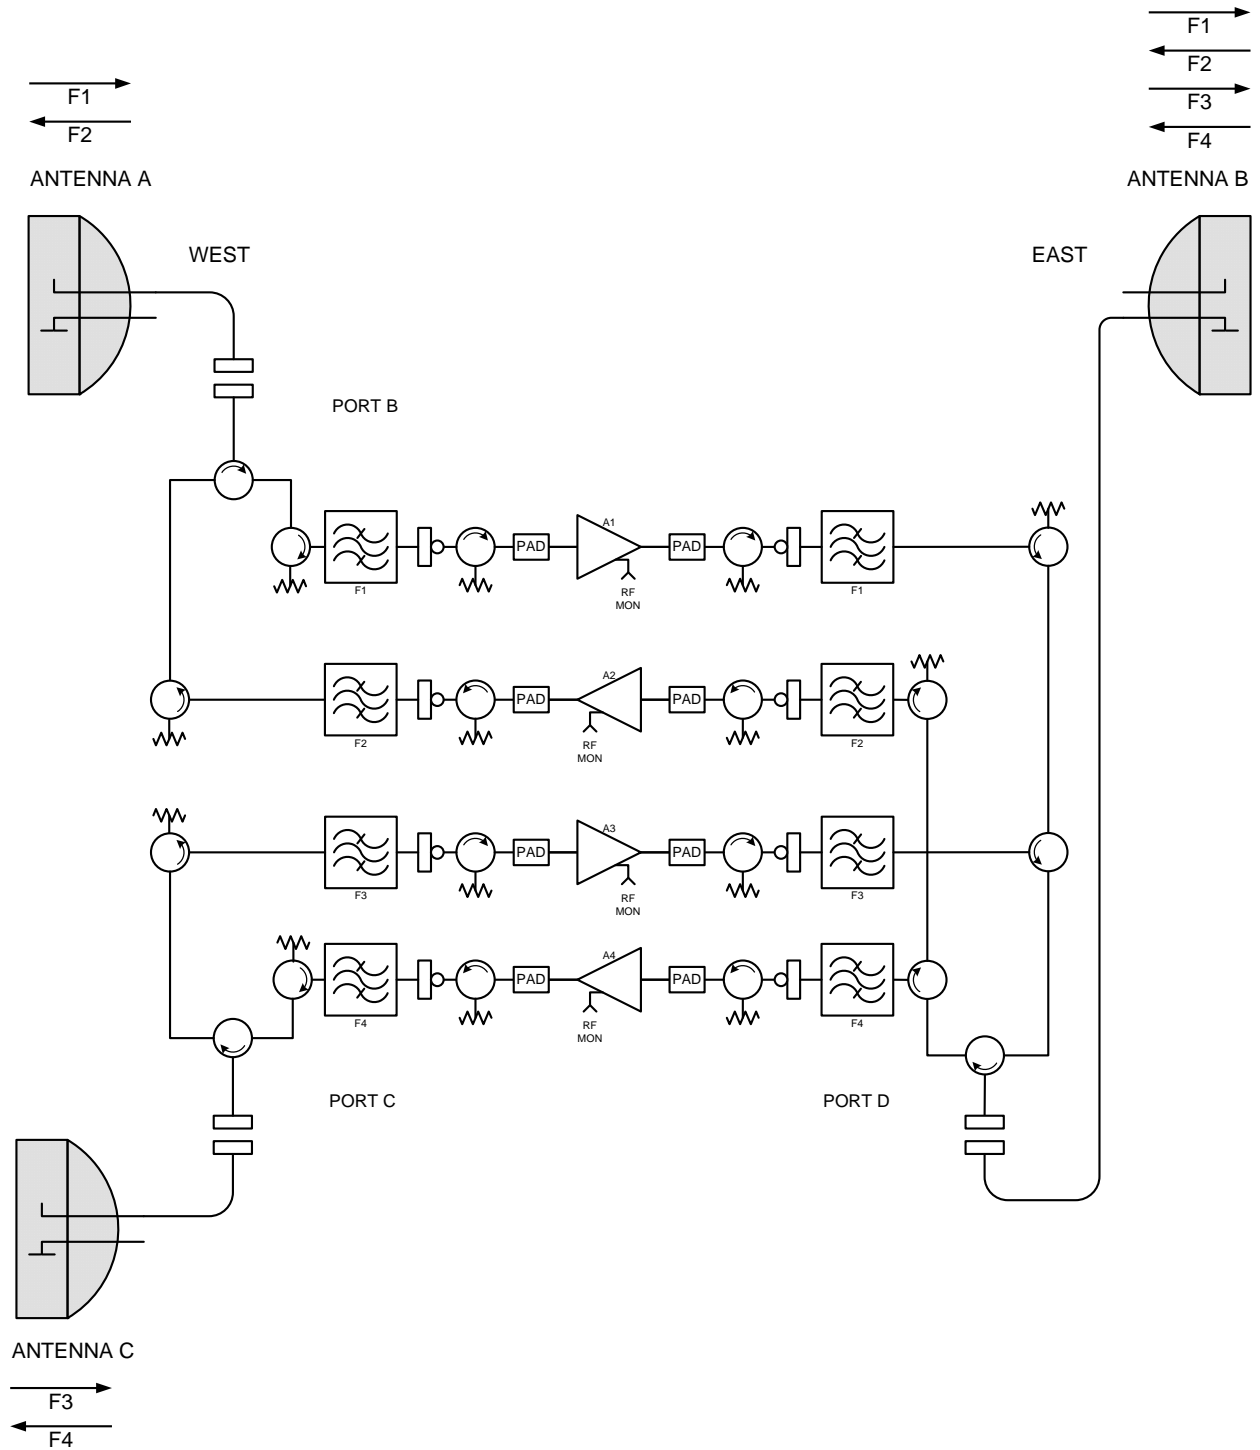 F1
F2
F3
F4
F1
F2
ANTENNA A
ANTENNA B
WEST
EAST
PORT B
A1
PAD
PAD
RF
MON
F1
F1
A2
PAD
PAD
RF
MON
F2
F2
A3
PAD
PAD
RF
MON
F3
F3
A4
PAD
PAD
RF
MON
F4
F4
PORT C
PORT D
ANTENNA C
F3
F4